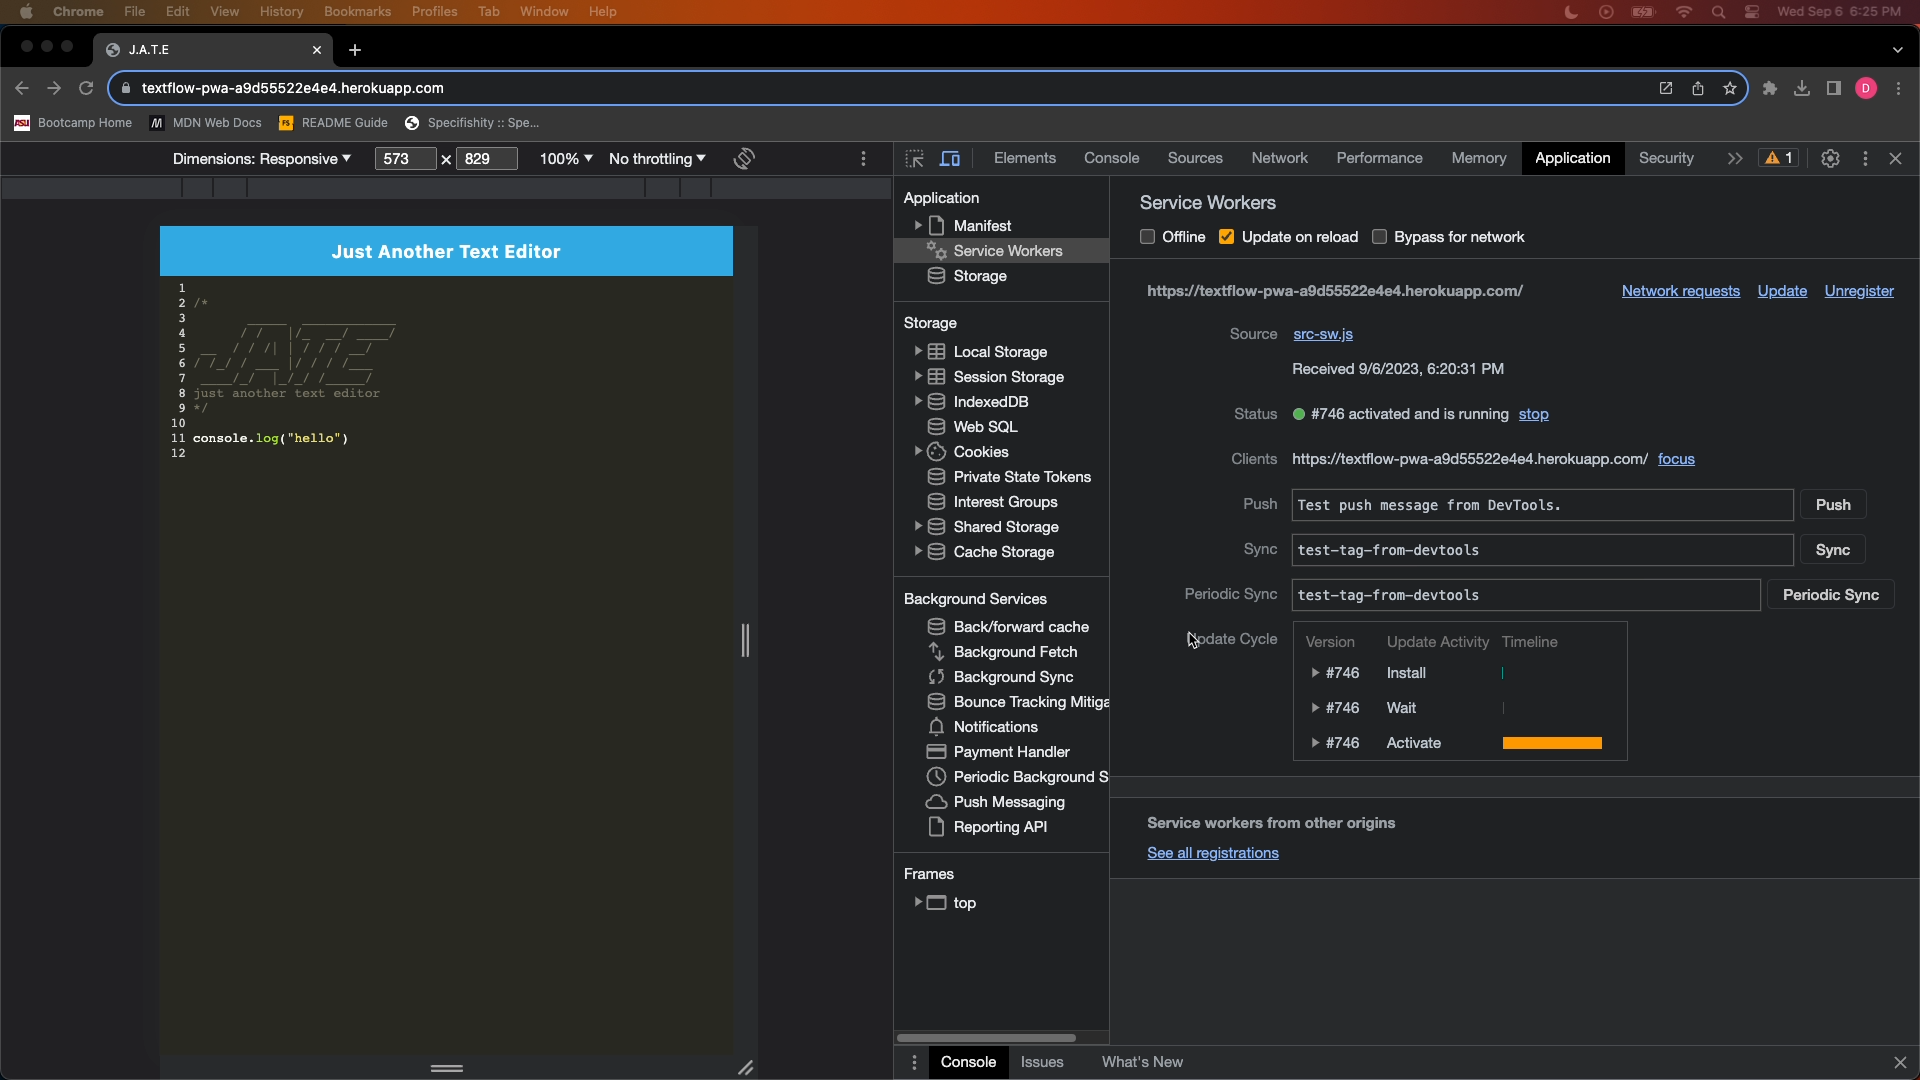 Chrome File Edit View History Bookmarks Profiles Tab Window Help Wed Sep 6 6:25 PM
J.A.T.E
textflow-pwa-a9d55522e4e4.herokuapp.com D
ASU Bootcamp Home MDN Web Docs FS README Guide Specifishity :: Spe...
Dimensions: Responsive 573 × 829 100% No throttling
Elements Console Sources Network Performance Memory Application Security 1
Just Another Text Editor
1
2 /*
3
4
5
6
7
8 just another text editor
9 */
10
11 console.log("hello")
12
Application
Manifest
Service Workers
Storage
Storage
Local Storage
Session Storage
IndexedDB
Web SQL
Cookies
Private State Tokens
Interest Groups
Shared Storage
Cache Storage
Background Services
Back/forward cache
Background Fetch
Background Sync
Bounce Tracking Mitiga
Notifications
Payment Handler
Periodic Background S
Push Messaging
Reporting API
Frames
top
Service Workers
Offline Update on reload Bypass for network
https://textflow-pwa-a9d55522e4e4.herokuapp.com/ Network requests Update Unregister
Source src-sw.js
Received 9/6/2023, 6:20:31 PM
Status #746 activated and is running stop
Clients https://textflow-pwa-a9d55522e4e4.herokuapp.com/ focus
Push Test push message from DevTools. Push
Sync test-tag-from-devtools Sync
Periodic Sync test-tag-from-devtools Periodic Sync
Update Cycle Version Update Activity Timeline
#746 Install
#746 Wait
#746 Activate
Service workers from other origins
See all registrations
Console Issues What's New